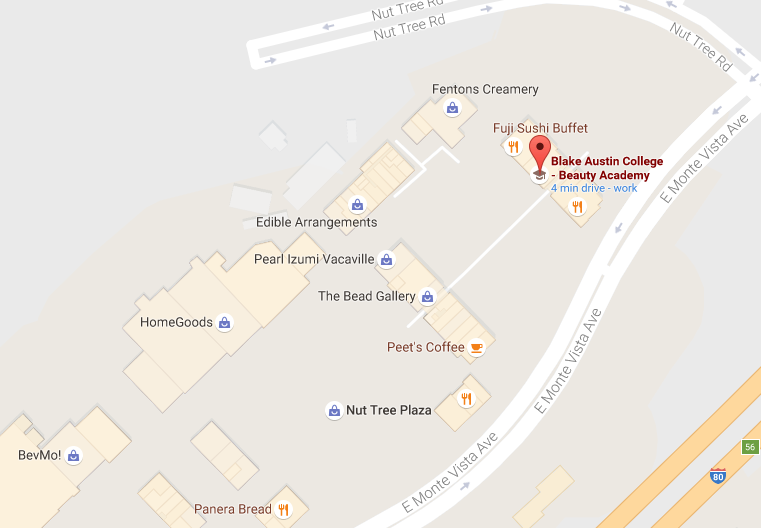 Nut Tree Rd
Nut Tree Rd
Nut Tree Rd
Fentons Creamery
Fuji Sushi Buffet
Blake Austin College
- Beauty Academy
4 min drive - work
E Monte Vista Ave
Edible Arrangements
Pearl Izumi Vacaville
The Bead Gallery
HomeGoods
Peet's Coffee
E Monte Vista Ave
Nut Tree Plaza
E Monte Vista Ave
BevMo!
56
80
Panera Bread